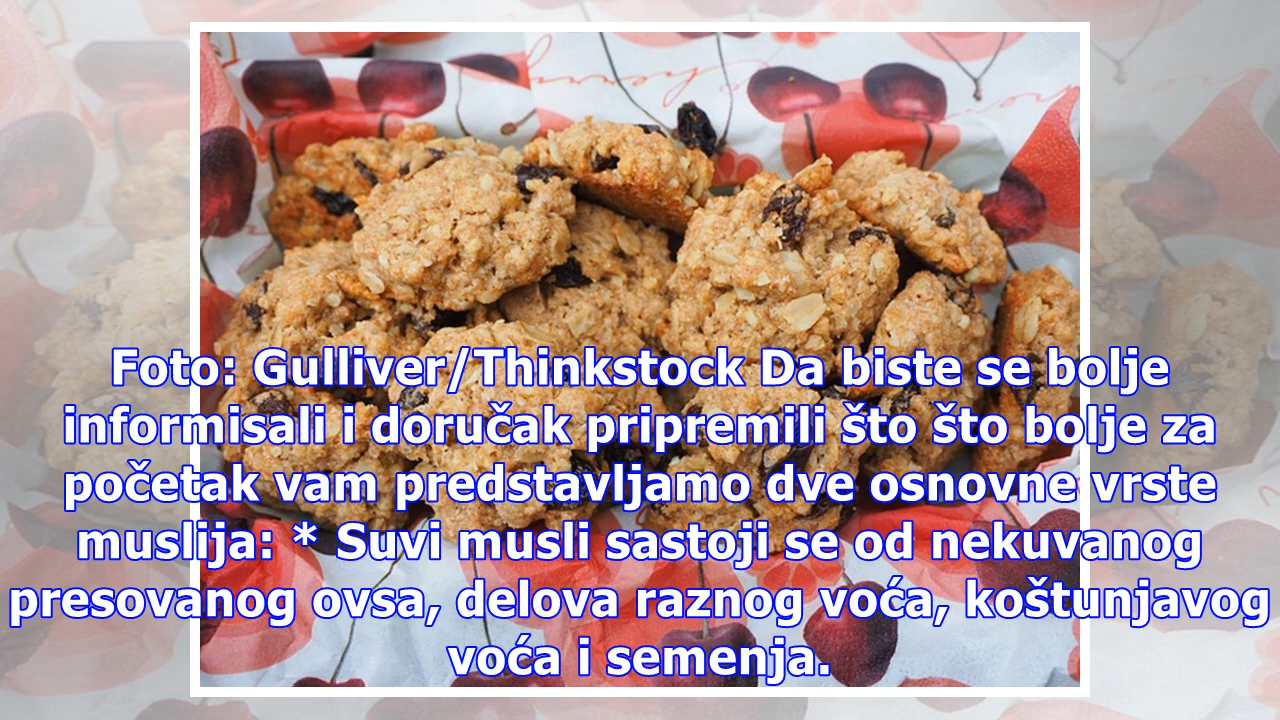 Foto: Gulliver/Thinkstock Da biste se bolje
informisali i doručak pripremili što što bolje za
početak vam predstavljamo dve osnovne vrste
muslija: * Suvi musli sastoji se od nekuvanog
presovanog ovsa, delova raznog voća, koštunjavog
voća i semenja.